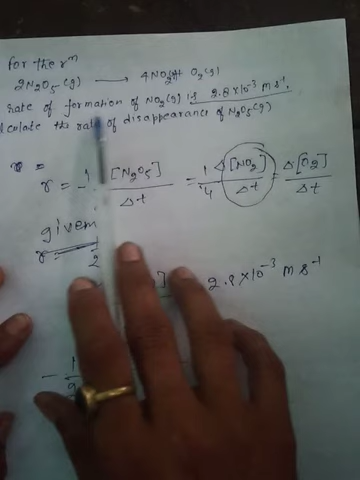 For the rxn
2N2O5(g) ⟶ 4NO2(g)+ O2(g)
rate of formation of NO2(g) is 2.8×10⁻³ M s⁻¹,
the rate of disappearance of N2O5(g)
r =
r = - 1 [N2O5] / Δt = 1/4 Δ[NO2] / Δt = Δ[O2] / Δt
given
r = - 1/2
2.8×10⁻³ M s⁻¹
- 1